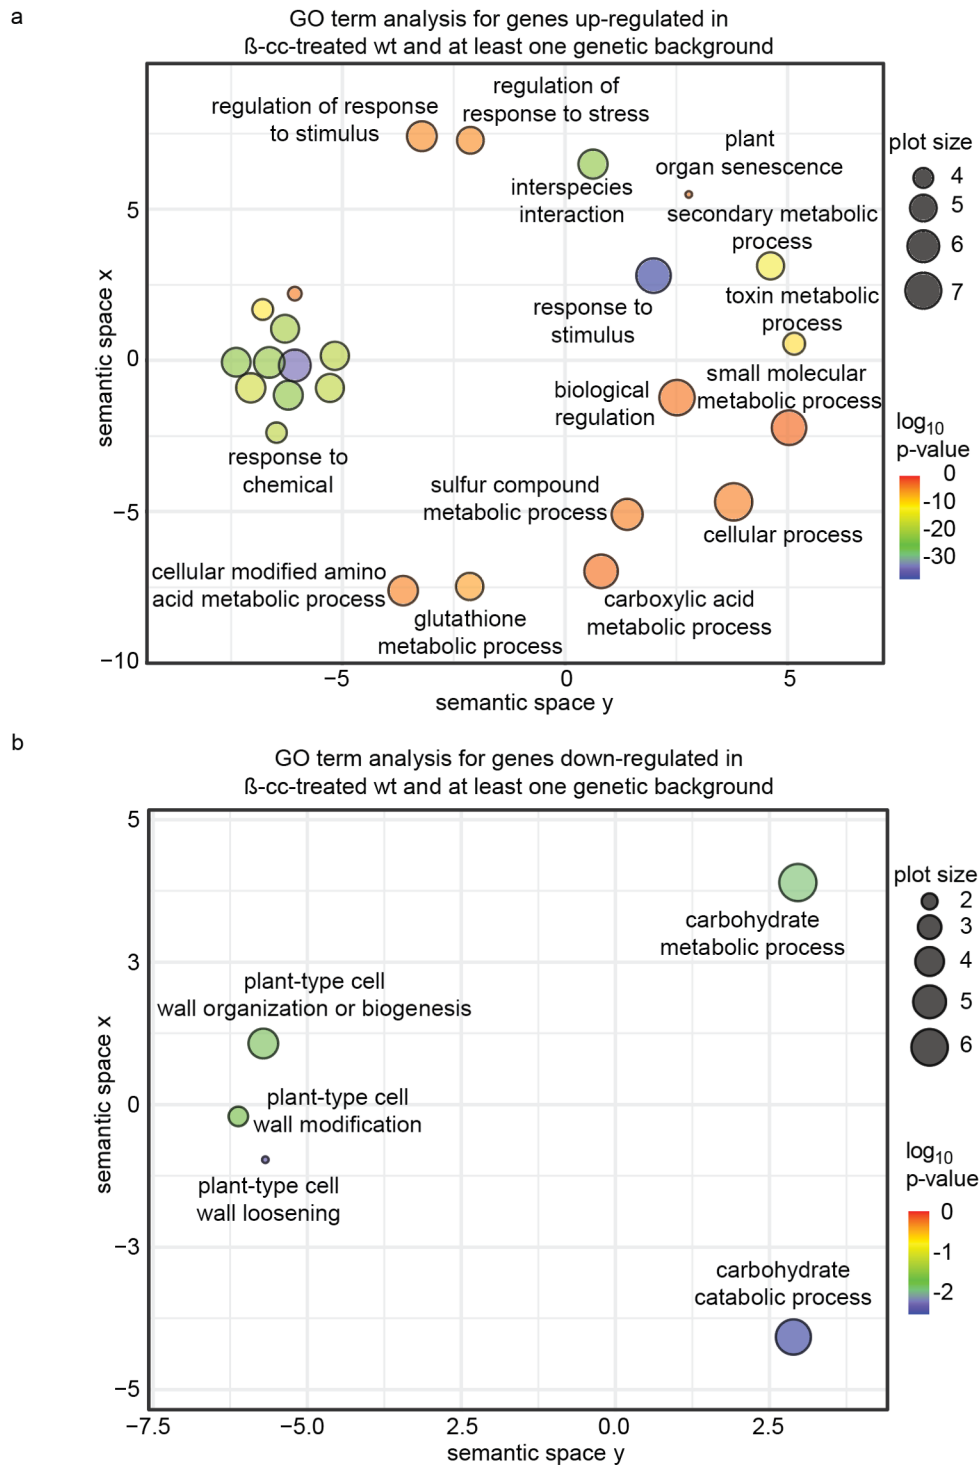 a
GO term analysis for genes up-regulated in
ß-cc-treated wt and at least one genetic background
regulation of response
to stimulus
regulation of
response to stress
plant
organ senescence
interspecies
interaction
secondary metabolic
process
response to
stimulus
toxin metabolic
process
biological
regulation
small molecular
metabolic process
response to
chemical
sulfur compound
metabolic process
cellular process
cellular modified amino
acid metabolic process
glutathione
metabolic process
carboxylic acid
metabolic process
5
0
−5
−10
semantic space x
−5
0
5
semantic space y
plot size
4
5
6
7
log10
p-value
0
-10
-20
-30
b
GO term analysis for genes down-regulated in
ß-cc-treated wt and at least one genetic background
carbohydrate
metabolic process
plant-type cell
wall organization or biogenesis
plant-type cell
wall modification
plant-type cell
wall loosening
carbohydrate
catabolic process
5
3
0
−3
−5
semantic space x
−7.5
−5.0
2.5
0.0
2.5
semantic space y
plot size
2
3
4
5
6
log10
p-value
0
-1
-2